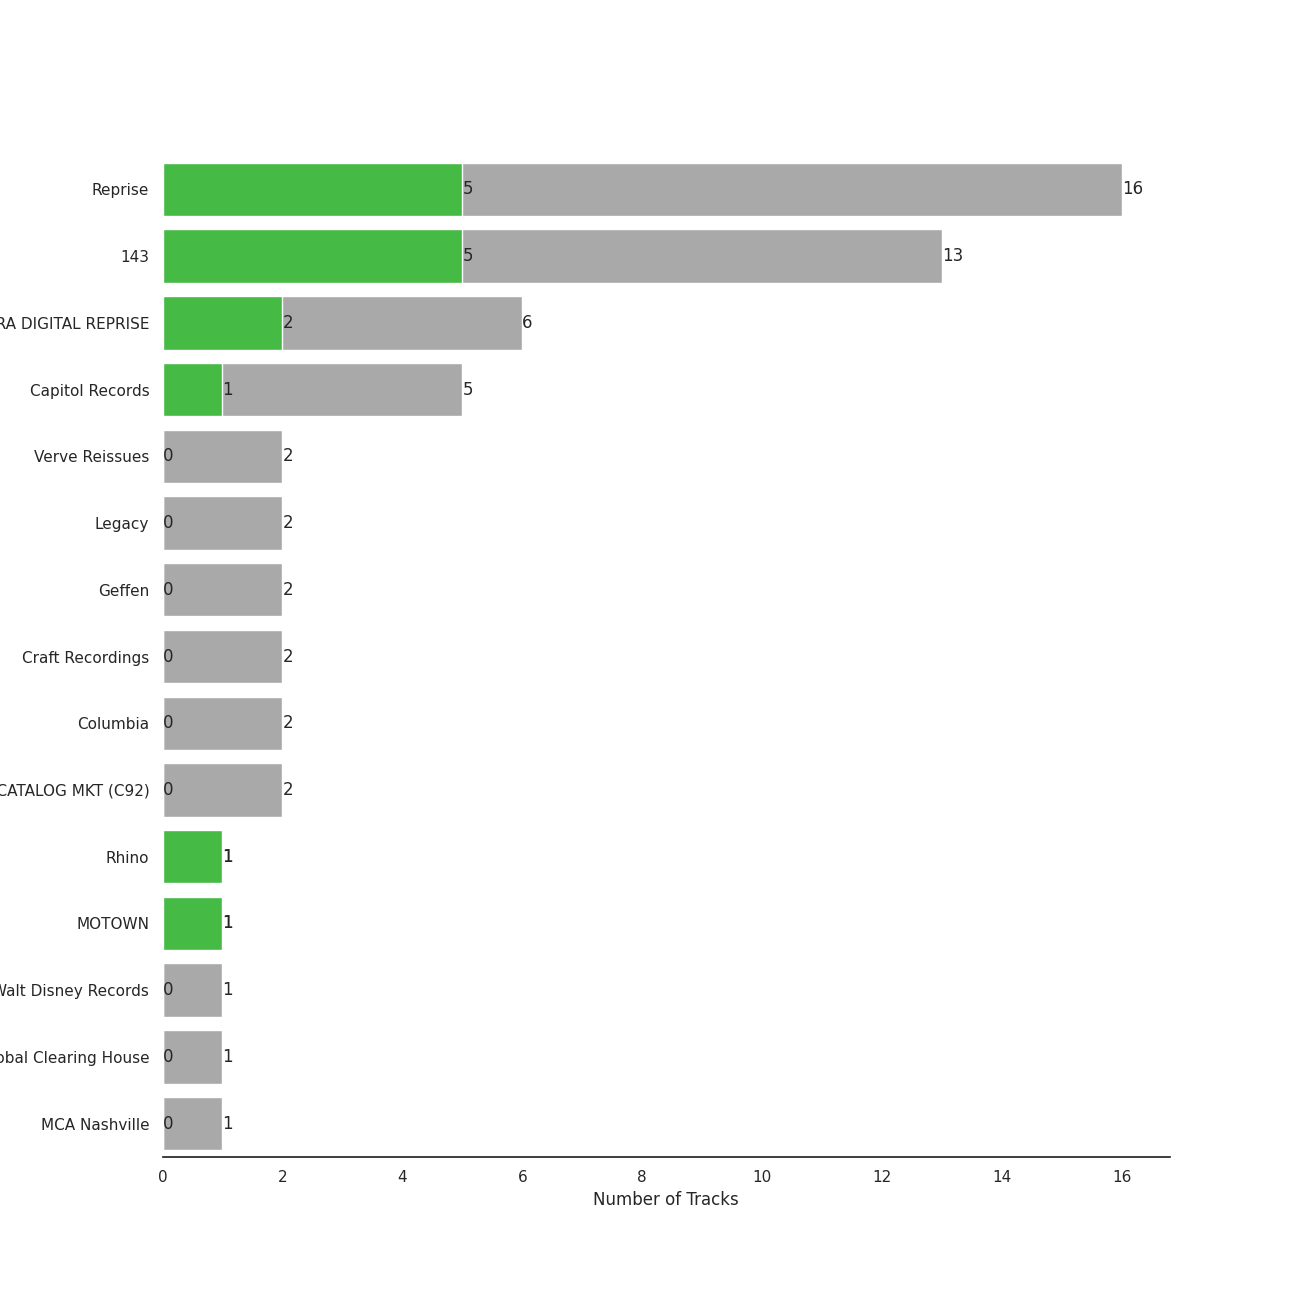 Reprise 5 16
143 5 13
DIGITAL REPRISE 2 6
Capitol Records 1 5
Verve Reissues 0 2
Legacy 0 2
Geffen 0 2
Craft Recordings 0 2
Columbia 0 2
CATALOG MKT (C92) 0 2
Rhino 1
MOTOWN 1
Walt Disney Records 0 1
Clearing House 0 1
MCA Nashville 0 1
0 2 4 6 8 10 12 14 16
Number of Tracks